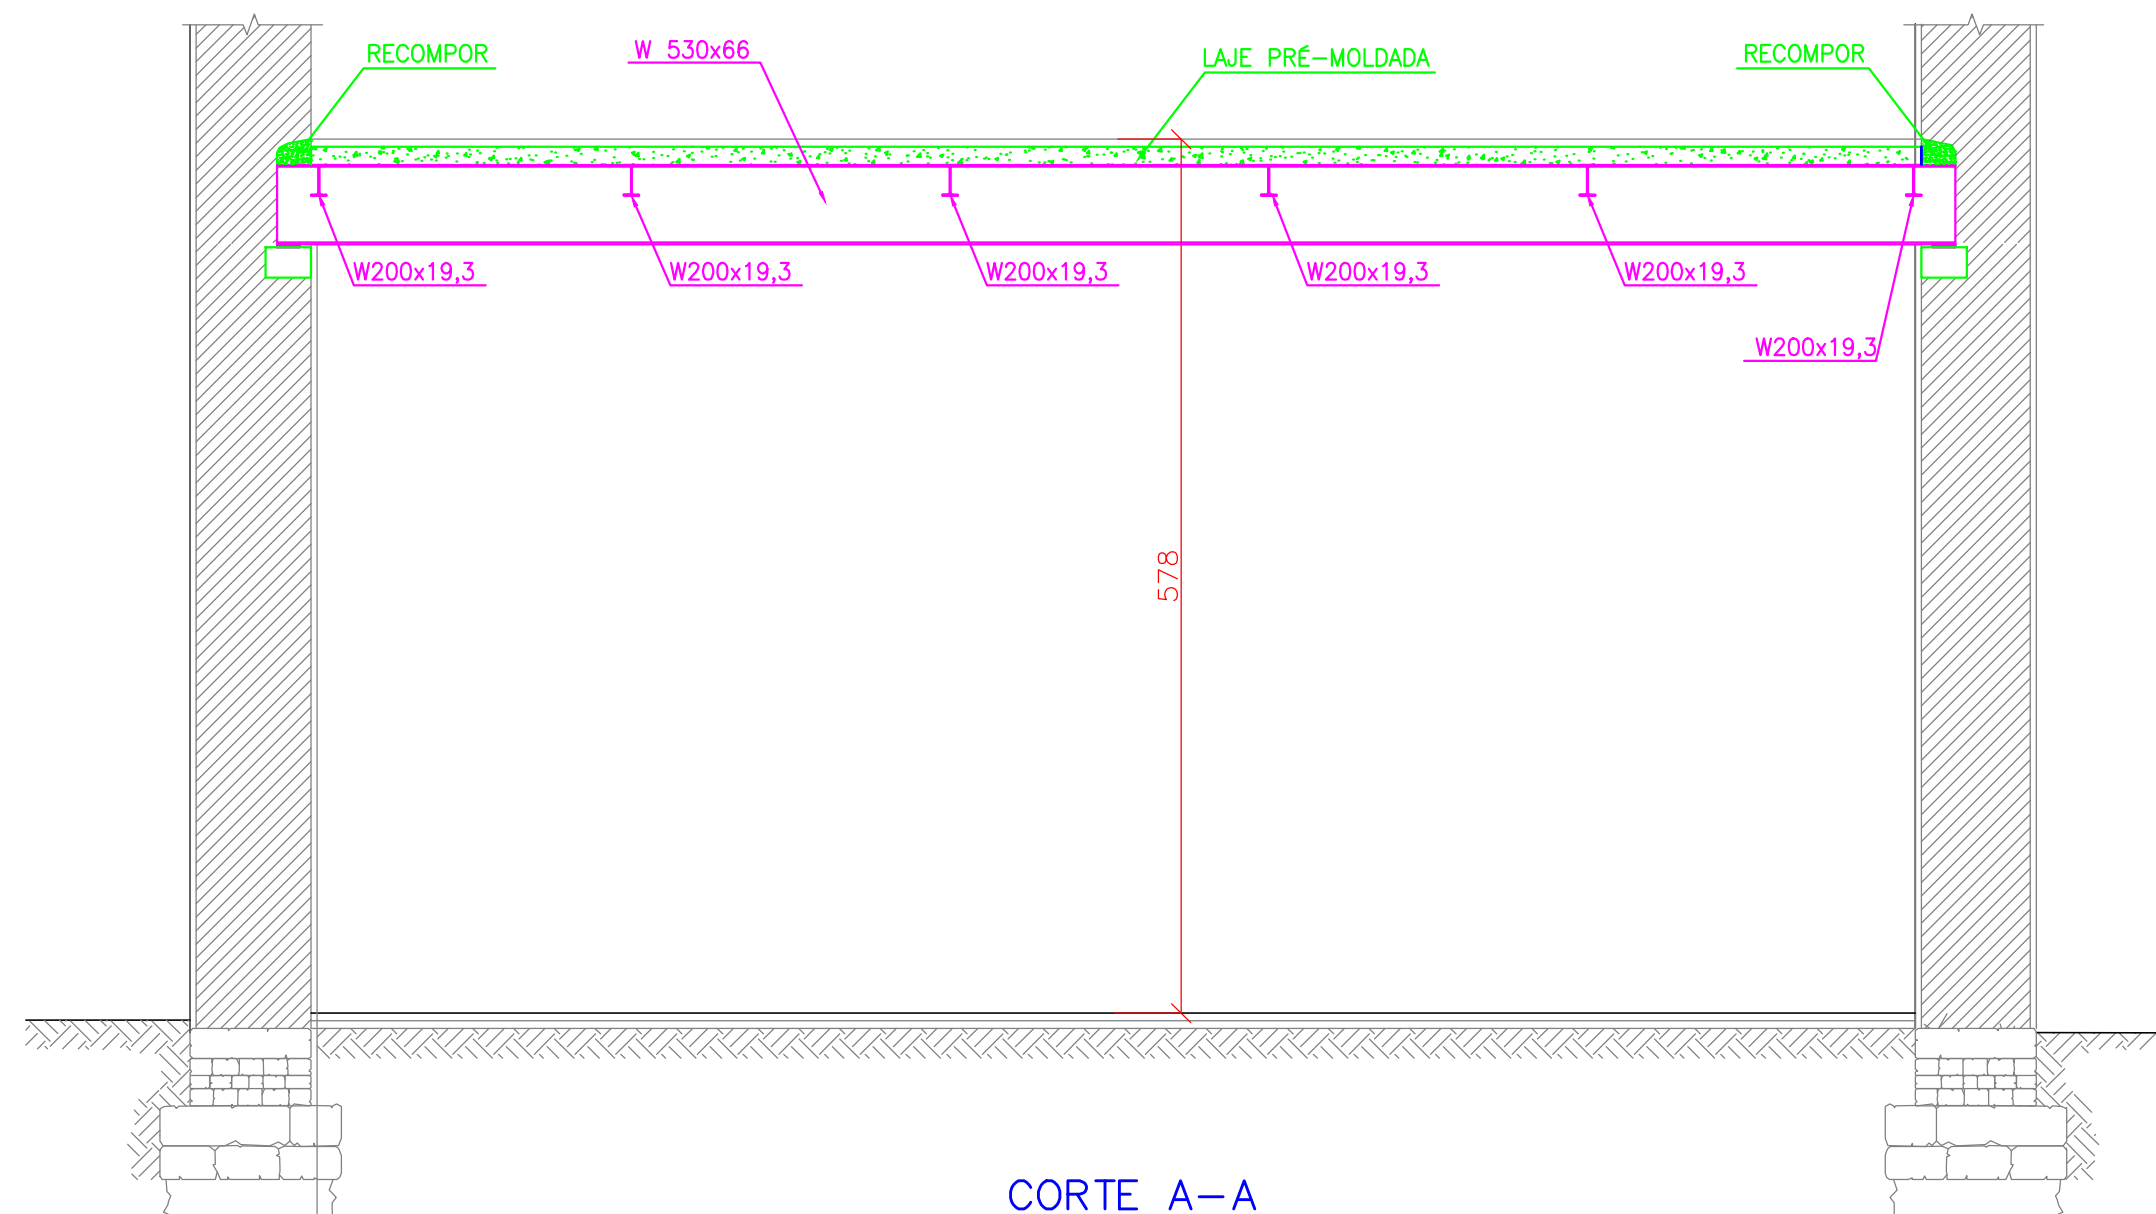 RECOMPOR
W 530x66
LAJE PRÉ-MOLDADA
RECOMPOR
W200x19,3
W200x19,3
W200x19,3
W200x19,3
W200x19,3
W200x19,3
578
CORTE A-A